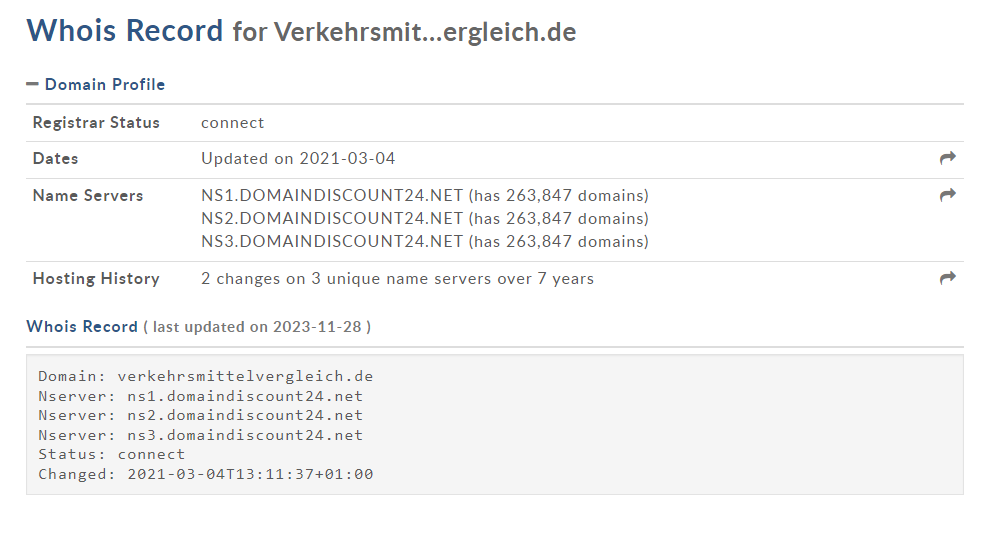 Whois Record for Verkehrsmit...ergleich.de
Domain Profile
Registrar Status connect
Dates Updated on 2021-03-04
Name Servers NS1.DOMAINDISCOUNT24.NET (has 263,847 domains)
NS2.DOMAINDISCOUNT24.NET (has 263,847 domains)
NS3.DOMAINDISCOUNT24.NET (has 263,847 domains)
Hosting History 2 changes on 3 unique name servers over 7 years
Whois Record ( last updated on 2023-11-28 )
Domain: verkehrsmittelvergleich.de
Nserver: ns1.domaindiscount24.net
Nserver: ns2.domaindiscount24.net
Nserver: ns3.domaindiscount24.net
Status: connect
Changed: 2021-03-04T13:11:37+01:00